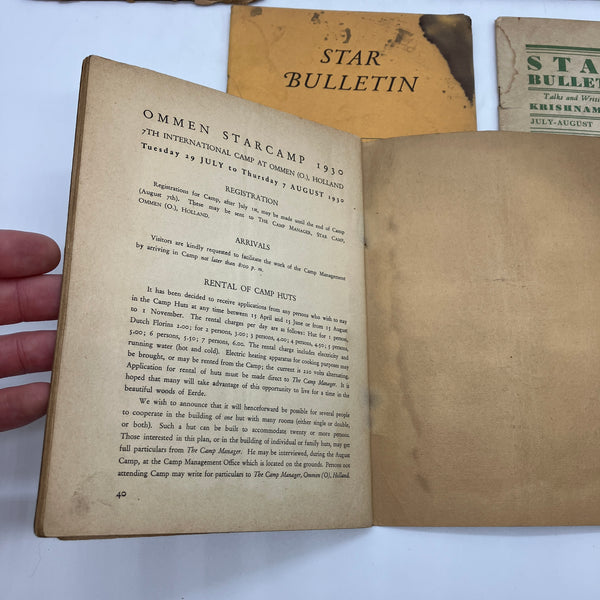 STAR
BULLETIN
STA
BULLET
Talks and Writi
KRISHNAM
JULY-AUGUST
OMMEN STARCAMP 1930
7TH INTERNATIONAL CAMP AT OMMEN (O.), HOLLAND
Tuesday 29 JULY to Thursday 7 AUGUST 1930
REGISTRATION
Registrations for Camp, after July 1st, may be made until the end of Camp
(August 7th). These may be sent to THE CAMP MANAGER, STAR CAMP,
OMMEN (O.), HOLLAND.
ARRIVALS
Visitors are kindly requested to facilitate the work of the Camp Management
by arriving in Camp not later than 8:00 p. m.
RENTAL OF CAMP HUTS
It has been decided to receive applications from any persons who wish to stay
in the Camp Huts at any time between 15 April and 15 June or from 15 August
to 1 November. The rental charges per day are as follows: Hut for 1 person,
Dutch Florins 2.00; for 2 persons, 3.00; 3 persons, 4.00; 4 persons, 4.50; 5 persons,
5.00; 6 persons, 5.50; 7 persons, 6.00. The rental charge includes electricity and
running water (hot and cold). Electric heating apparatus for cooking purposes may
be brought, or may be rented from the Camp; the current is 220 volts alternating.
Application for rental of huts must be made direct to The Camp Manager. It is
hoped that many will take advantage of this opportunity to live for a time in the
beautiful woods of Eerde.
We wish to announce that it will henceforward be possible for several people
to cooperate in the building of one hut with many rooms (either single or double,
or both). Such a hut can be built to accommodate twenty or more persons.
Those interested in this plan, or in the building of individual or family huts, may get
full particulars from The Camp Manager. He may be interviewed, during the August
Camp, at the Camp Management Office which is located on the grounds. Persons not
attending Camp may write for particulars to The Camp Manager, Ommen (O), Holland.
40